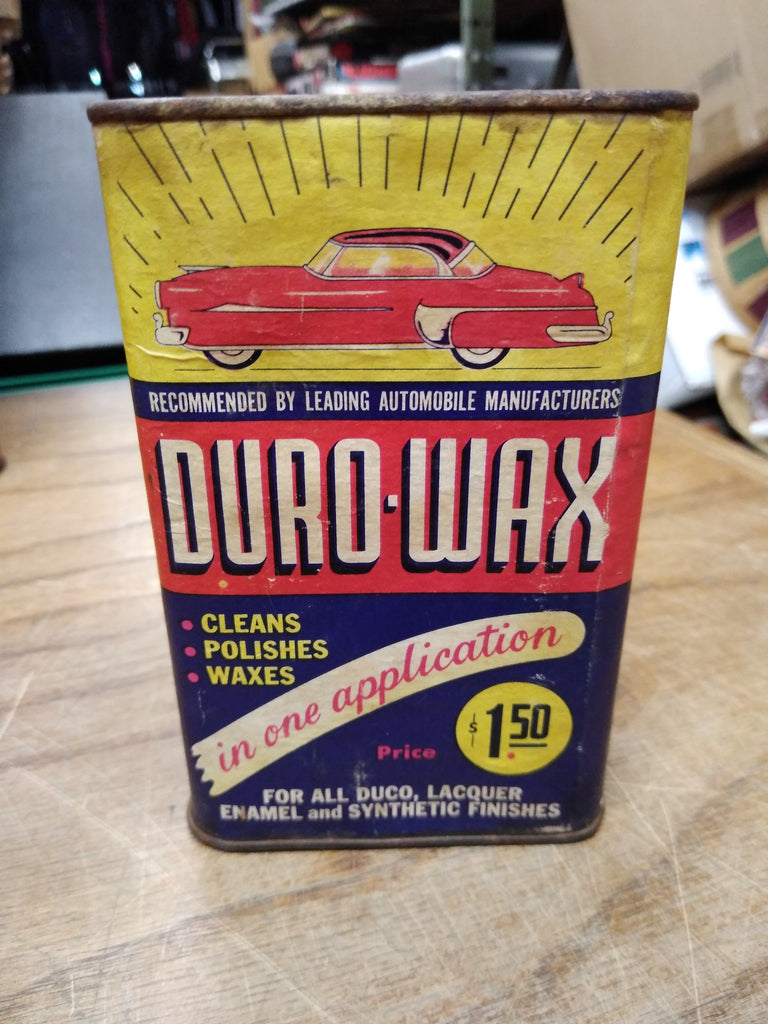 RECOMMENDED BY LEADING AUTOMOBILE MANUFACTURERS
DURO·WAX
• CLEANS
• POLISHES
• WAXES
in one application
Price $1.50
FOR ALL DUCO, LACQUER
ENAMEL and SYNTHETIC FINISHES